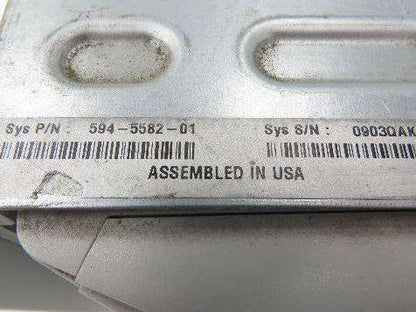 Sys P/N : 594-5582-01 Sys S/N : 0903QAK
ASSEMBLED IN USA